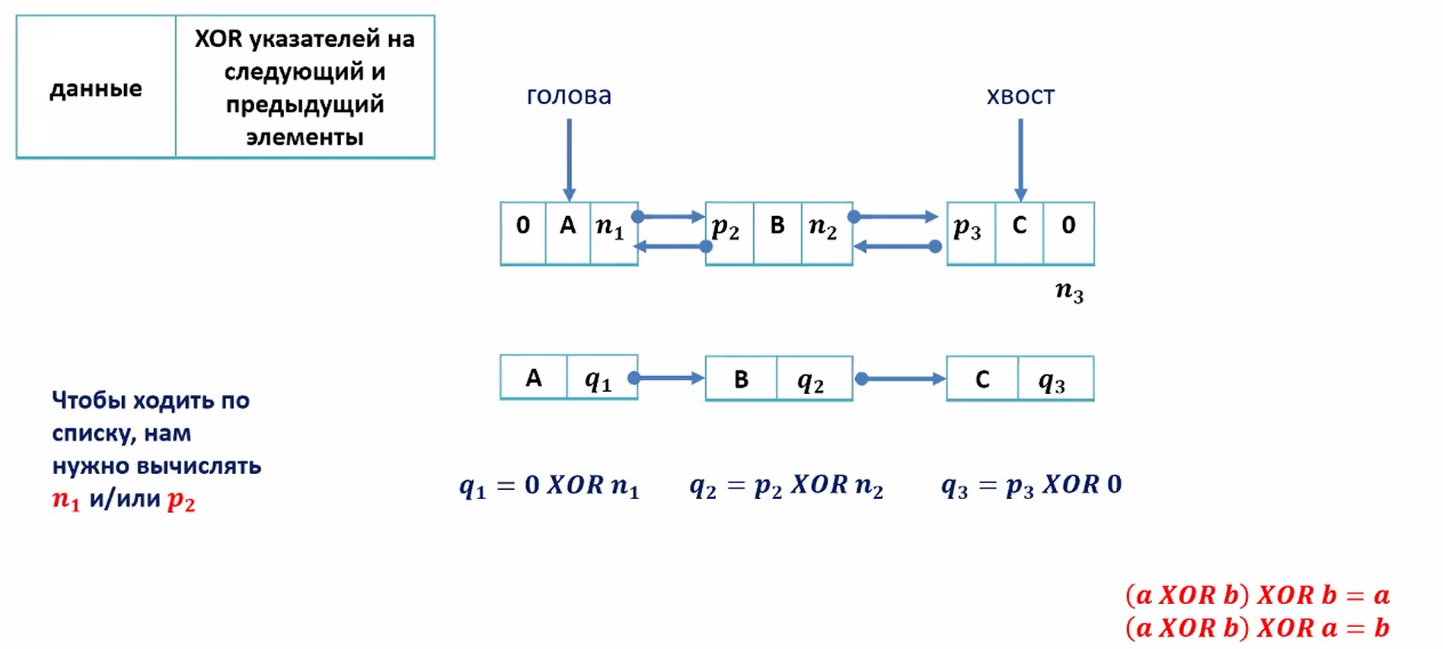 данные
XOR указателей на
следующий и
предыдущий
элементы
голова
хвост
0 A n₁
p₂ B n₂
p₃ C 0
n₃
A q₁
B q₂
C q₃
Чтобы ходить по
списку, нам
нужно вычислять
n₁ и/или p₂
q₁ = 0 XOR n₁
q₂ = p₂ XOR n₂
q₃ = p₃ XOR 0
(a XOR b) XOR b = a
(a XOR b) XOR a = b